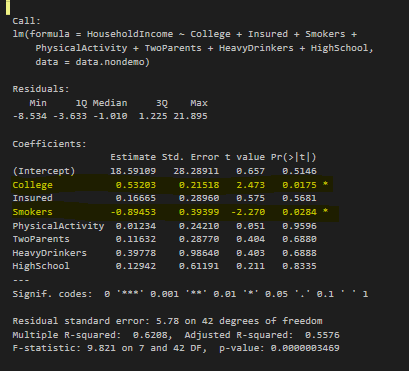 Call:
lm(formula = HouseholdIncome ~ College + Insured + Smokers +
    PhysicalActivity + TwoParents + HeavyDrinkers + HighSchool,
    data = data.nondemo)

Residuals:
   Min     1Q Median     3Q    Max
-8.534 -3.633 -1.010  1.225 21.895

Coefficients:
                 Estimate Std. Error t value Pr(>|t|)
(Intercept)      18.59109   28.28911   0.657   0.5146
College           0.53203    0.21518   2.473   0.0175 *
Insured           0.16665    0.28960   0.575   0.5681
Smokers          -0.89453    0.39399  -2.270   0.0284 *
PhysicalActivity  0.01234    0.24210   0.051   0.9596
TwoParents        0.11632    0.28770   0.404   0.6880
HeavyDrinkers     0.39778    0.98640   0.403   0.6888
HighSchool        0.12942    0.61191   0.211   0.8335
---
Signif. codes:  0 '***' 0.001 '**' 0.01 '*' 0.05 '.' 0.1 ' ' 1

Residual standard error: 5.78 on 42 degrees of freedom
Multiple R-squared:  0.6208,	Adjusted R-squared:  0.5576
F-statistic: 9.821 on 7 and 42 DF,  p-value: 0.0000003469